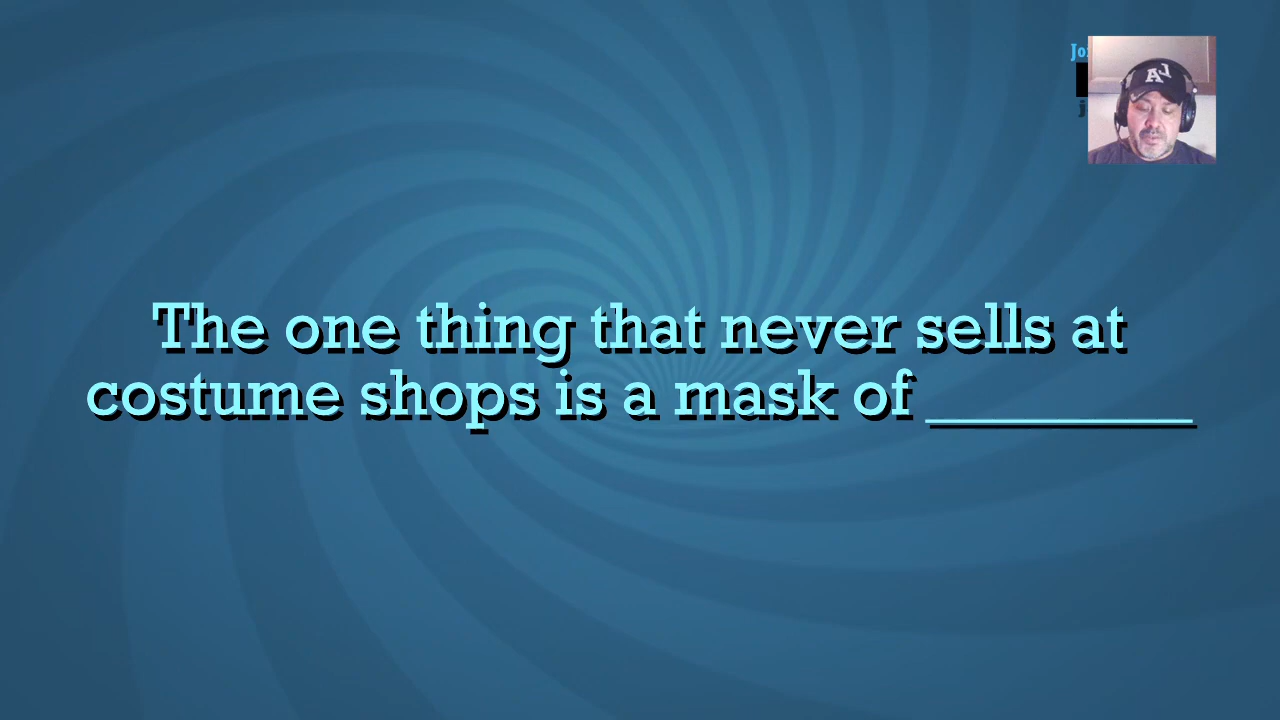 The one thing that never sells at
costume shops is a mask of ________